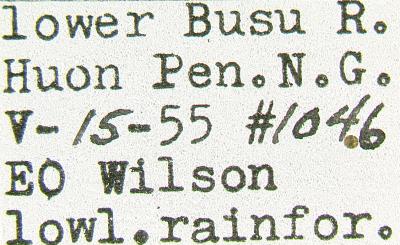 lower Busu R.
Huon Pen.N.G.
V-15-55 #1046
EO Wilson
lowl.rainfor.